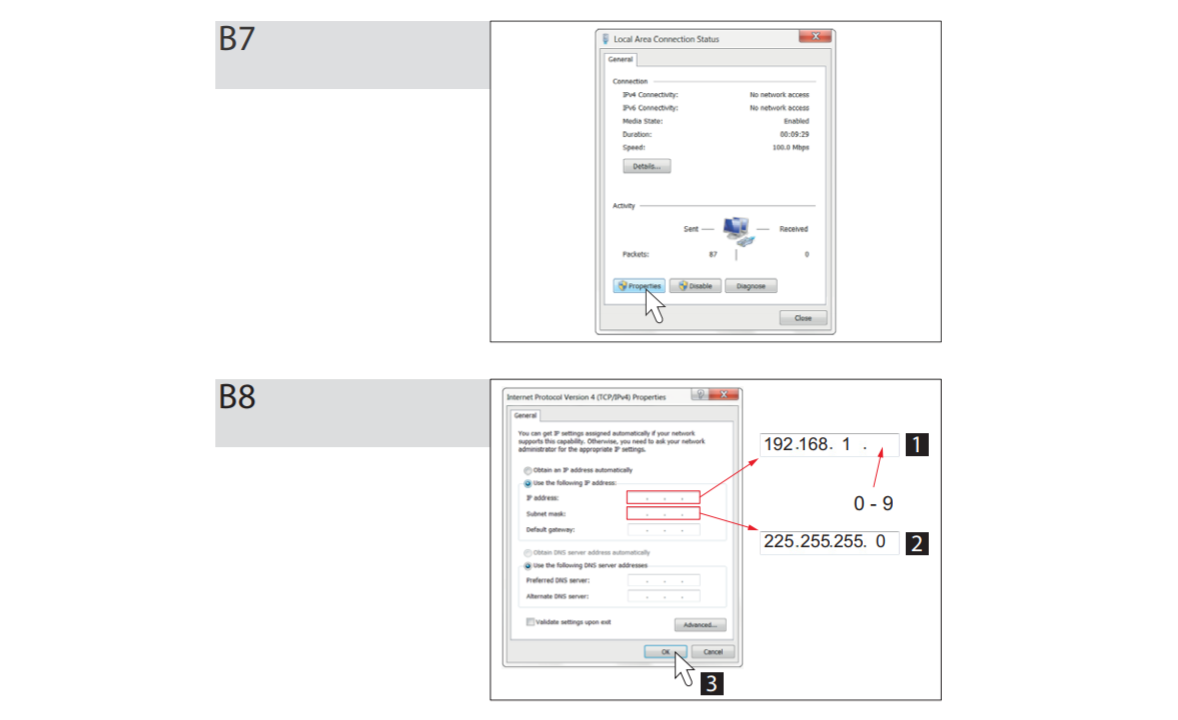 B7
Local Area Connection Status
General
Connection
IPv4 Connectivity: No network access
IPv6 Connectivity: No network access
Media State: Enabled
Duration: 00:09:29
Speed: 100.0 Mbps
Details...
Activity
Sent — — Received
Packets: 87 0
Properties Disable Diagnose
Close
B8
Internet Protocol Version 4 (TCP/IPv4) Properties
General
You can get IP settings assigned automatically if your network
supports this capability. Otherwise, you need to ask your network
administrator for the appropriate IP settings.
Obtain an IP address automatically
Use the following IP address:
IP address: . . .
Subnet mask: . . .
Default gateway: . . .
Obtain DNS server address automatically
Use the following DNS server addresses
Preferred DNS server: . . .
Alternate DNS server: . . .
Validate settings upon exit
Advanced...
OK Cancel
3
192.168. 1 . 1
0 - 9
225.255.255. 0 2